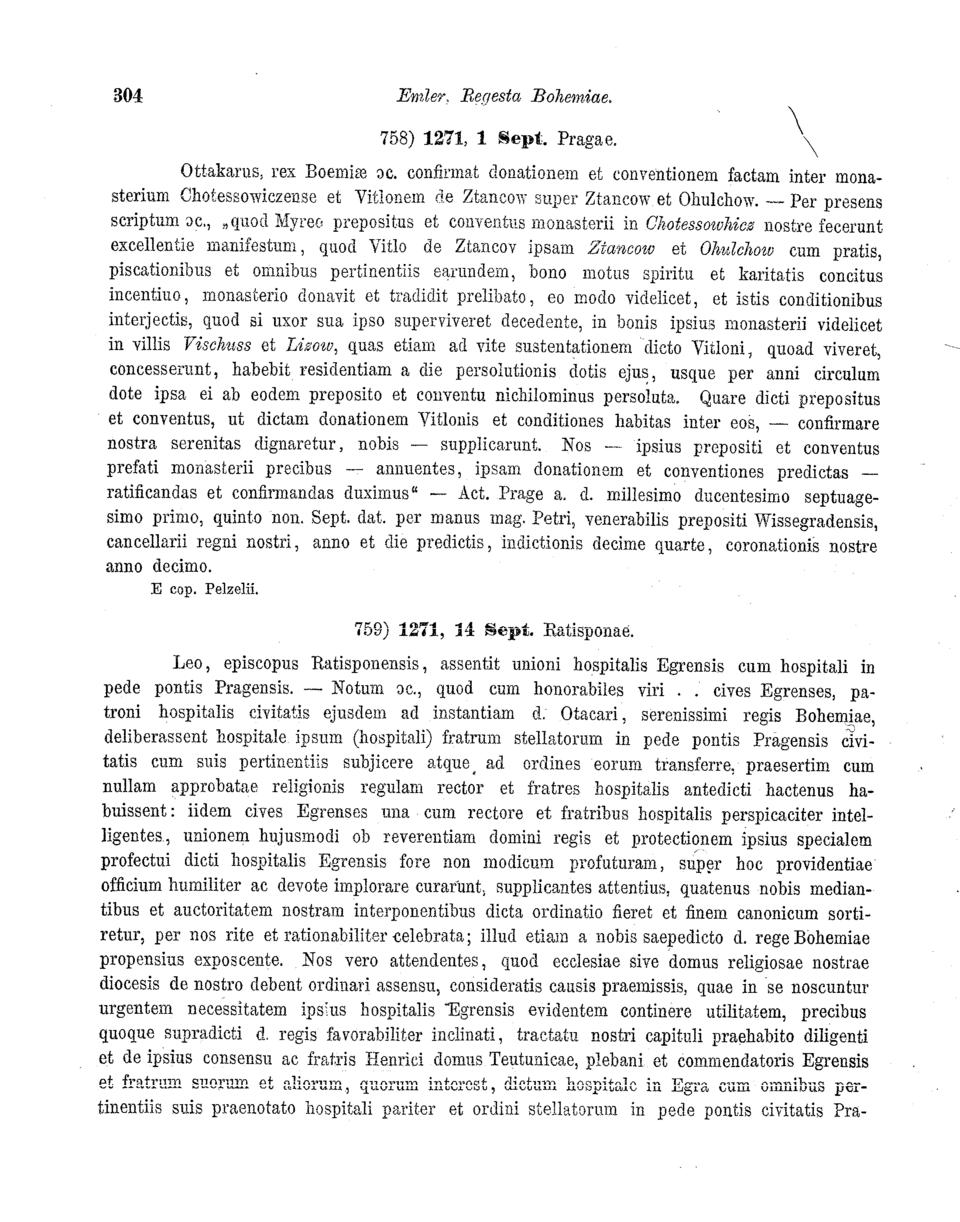 304
Emler, Regesta Bohemiae.
758) 1271, 1 Sept. Pragae.
Ottakarus, rex Boemiæ ɔc. confirmat donationem et conventionem factam inter mona-
sterium Chotessowiczense et Vitlonem de Ztancow super Ztancow et Ohulchow. — Per presens
scriptum ɔc., „quod Myreo prepositus et conventus monasterii in Chotessowhicz nostre fecerunt
excellentie manifestum, quod Vitlo de Ztancov ipsam Ztancow et Ohulchow cum pratis,
piscationibus et omnibus pertinentiis earundem, bono motus spiritu et karitatis concitus
incentiuo, monasterio donavit et tradidit prelibato, eo modo videlicet, et istis conditionibus
interjectis, quod si uxor sua ipso superviveret decedente, in bonis ipsius monasterii videlicet
in villis Vischuss et Lizow, quas etiam ad vite sustentationem dicto Vitloni, quoad viveret,
concesserunt, habebit residentiam a die persolutionis dotis ejus, usque per anni circulum
dote ipsa ei ab eodem preposito et conventu nichilominus persoluta. Quare dicti prepositus
et conventus, ut dictam donationem Vitlonis et conditiones habitas inter eos, — confirmare
nostra serenitas dignaretur, nobis — supplicarunt. Nos — ipsius prepositi et conventus
prefati monasterii precibus — annuentes, ipsam donationem et conventiones predictas —
ratificandas et confirmandas duximus“ — Act. Prage a. d. millesimo ducentesimo septuage-
simo primo, quinto non. Sept. dat. per manus mag. Petri, venerabilis prepositi Wissegradensis,
cancellarii regni nostri, anno et die predictis, indictionis decime quarte, coronationis nostre
anno decimo.
E cop. Pelzelii.
759) 1271, 14 Sept. Ratisponae.
Leo, episcopus Ratisponensis, assentit unioni hospitalis Egrensis cum hospitali in
pede pontis Pragensis. — Notum ɔc., quod cum honorabiles viri . . cives Egrenses, pa-
troni hospitalis civitatis ejusdem ad instantiam d. Otacari, serenissimi regis Bohemiae,
deliberassent hospitale ipsum (hospitali) fratrum stellatorum in pede pontis Pragensis civi-
tatis cum suis pertinentiis subjicere atque ad ordines eorum transferre, praesertim cum
nullam approbatae religionis regulam rector et fratres hospitalis antedicti hactenus ha-
buissent: iidem cives Egrenses una cum rectore et fratribus hospitalis perspicaciter intel-
ligentes, unionem hujusmodi ob reverentiam domini regis et protectionem ipsius specialem
profectui dicti hospitalis Egrensis fore non modicum profuturam, super hoc providentiae
officium humiliter ac devote implorare curarunt, supplicantes attentius, quatenus nobis median-
tibus et auctoritatem nostram interponentibus dicta ordinatio fieret et finem canonicum sorti-
retur, per nos rite et rationabiliter celebrata; illud etiam a nobis saepedicto d. rege Bohemiae
propensius exposcente. Nos vero attendentes, quod ecclesiae sive domus religiosae nostrae
diocesis de nostro debent ordinari assensu, consideratis causis praemissis, quae in se noscuntur
urgentem necessitatem ipsius hospitalis Egrensis evidentem continere utilitatem, precibus
quoque supradicti d. regis favorabiliter inclinati, tractatu nostri capituli praehabito diligenti
et de ipsius consensu ac fratris Henrici domus Teutunicae, plebani et commendatoris Egrensis
et fratrum suorum et aliorum, quorum interest, dictum hospitale in Egra cum omnibus per-
tinentiis suis praenotato hospitali pariter et ordini stellatorum in pede pontis civitatis Pra-